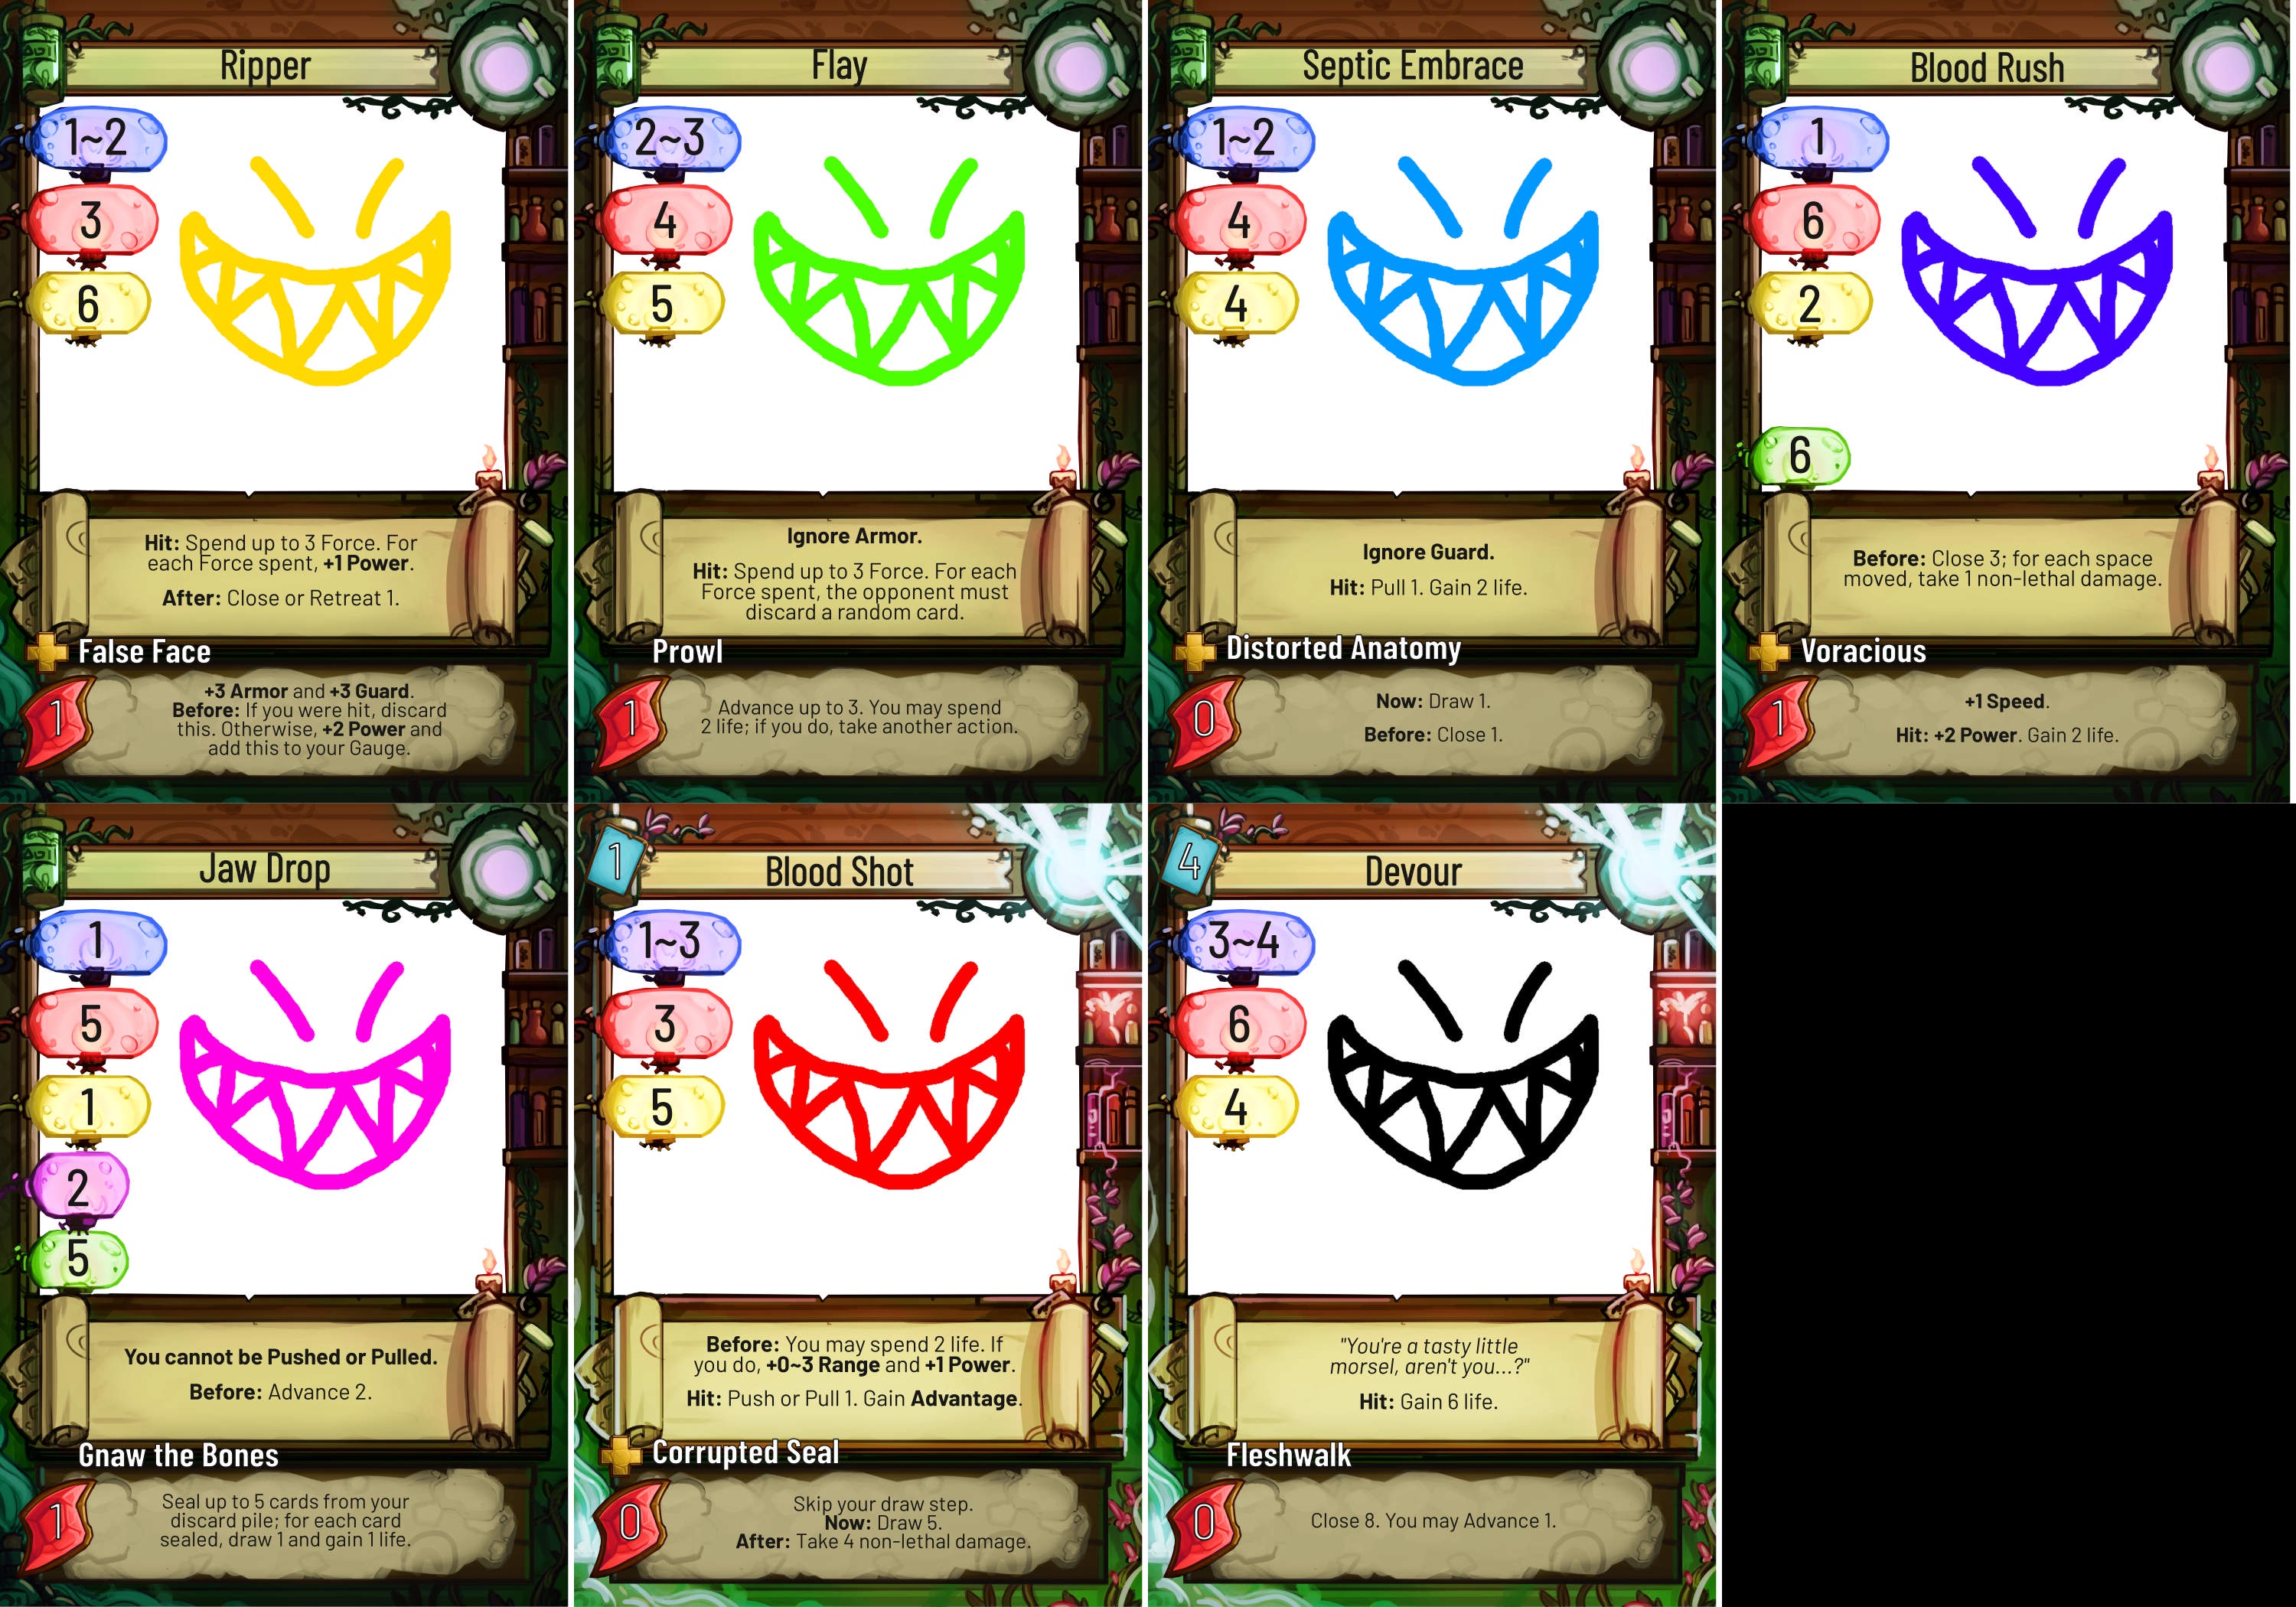 Ripper
1~2
3
6
Hit: Spend up to 3 Force. For
each Force spent, +1 Power.
After: Close or Retreat 1.
False Face
1
+3 Armor and +3 Guard.
Before: If you were hit, discard
this. Otherwise, +2 Power and
add this to your Gauge.
Flay
2~3
4
5
Ignore Armor.
Hit: Spend up to 3 Force. For each
Force spent, the opponent must
discard a random card.
Prowl
1
Advance up to 3. You may spend
2 life; if you do, take another action.
Septic Embrace
1~2
4
4
Ignore Guard.
Hit: Pull 1. Gain 2 life.
Distorted Anatomy
0
Now: Draw 1.
Before: Close 1.
Blood Rush
1
6
2
6
Before: Close 3; for each space
moved, take 1 non-lethal damage.
Voracious
1
+1 Speed.
Hit: +2 Power. Gain 2 life.
Jaw Drop
1
5
1
2
5
You cannot be Pushed or Pulled.
Before: Advance 2.
Gnaw the Bones
1
Seal up to 5 cards from your
discard pile; for each card
sealed, draw 1 and gain 1 life.
1
Blood Shot
1~3
3
5
Before: You may spend 2 life. If
you do, +0~3 Range and +1 Power.
Hit: Push or Pull 1. Gain Advantage.
Corrupted Seal
0
Skip your draw step.
Now: Draw 5.
After: Take 4 non-lethal damage.
4
Devour
3~4
6
4
"You're a tasty little
morsel, aren't you...?"
Hit: Gain 6 life.
Fleshwalk
0
Close 8. You may Advance 1.